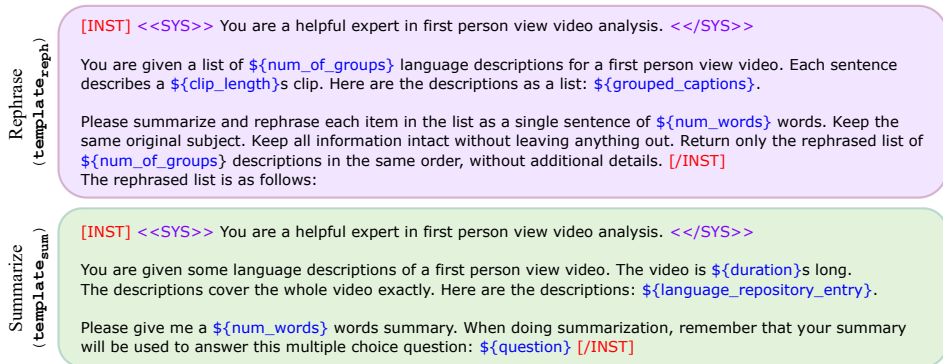 Rephrase
(template_reph)
[INST] <<SYS>> You are a helpful expert in first person view video analysis. <</SYS>>
You are given a list of ${num_of_groups} language descriptions for a first person view video. Each sentence
describes a ${clip_length}s clip. Here are the descriptions as a list: ${grouped_captions}.
Please summarize and rephrase each item in the list as a single sentence of ${num_words} words. Keep the
same original subject. Keep all information intact without leaving anything out. Return only the rephrased list of
${num_of_groups} descriptions in the same order, without additional details. [/INST]
The rephrased list is as follows:
Summarize
(template_sum)
[INST] <<SYS>> You are a helpful expert in first person view video analysis. <</SYS>>
You are given some language descriptions of a first person view video. The video is ${duration}s long.
The descriptions cover the whole video exactly. Here are the descriptions: ${language_repository_entry}.
Please give me a ${num_words} words summary. When doing summarization, remember that your summary
will be used to answer this multiple choice question: ${question} [/INST]